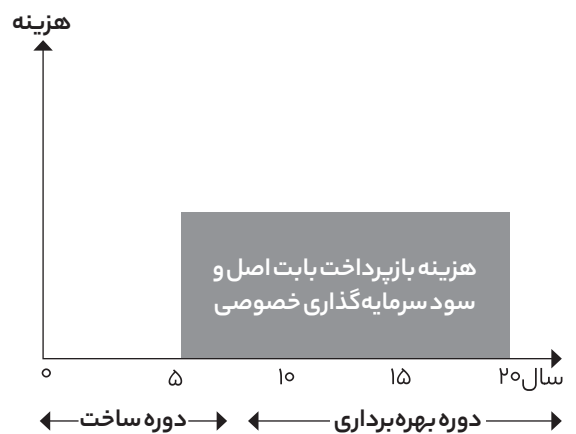 هزینه
هزینه بازپرداخت بابت اصل و
سود سرمایه‌گذاری خصوصی
۰ ۵ ۱۰ ۱۵ ۲۰ سال
دوره ساخت دوره بهره‌برداری